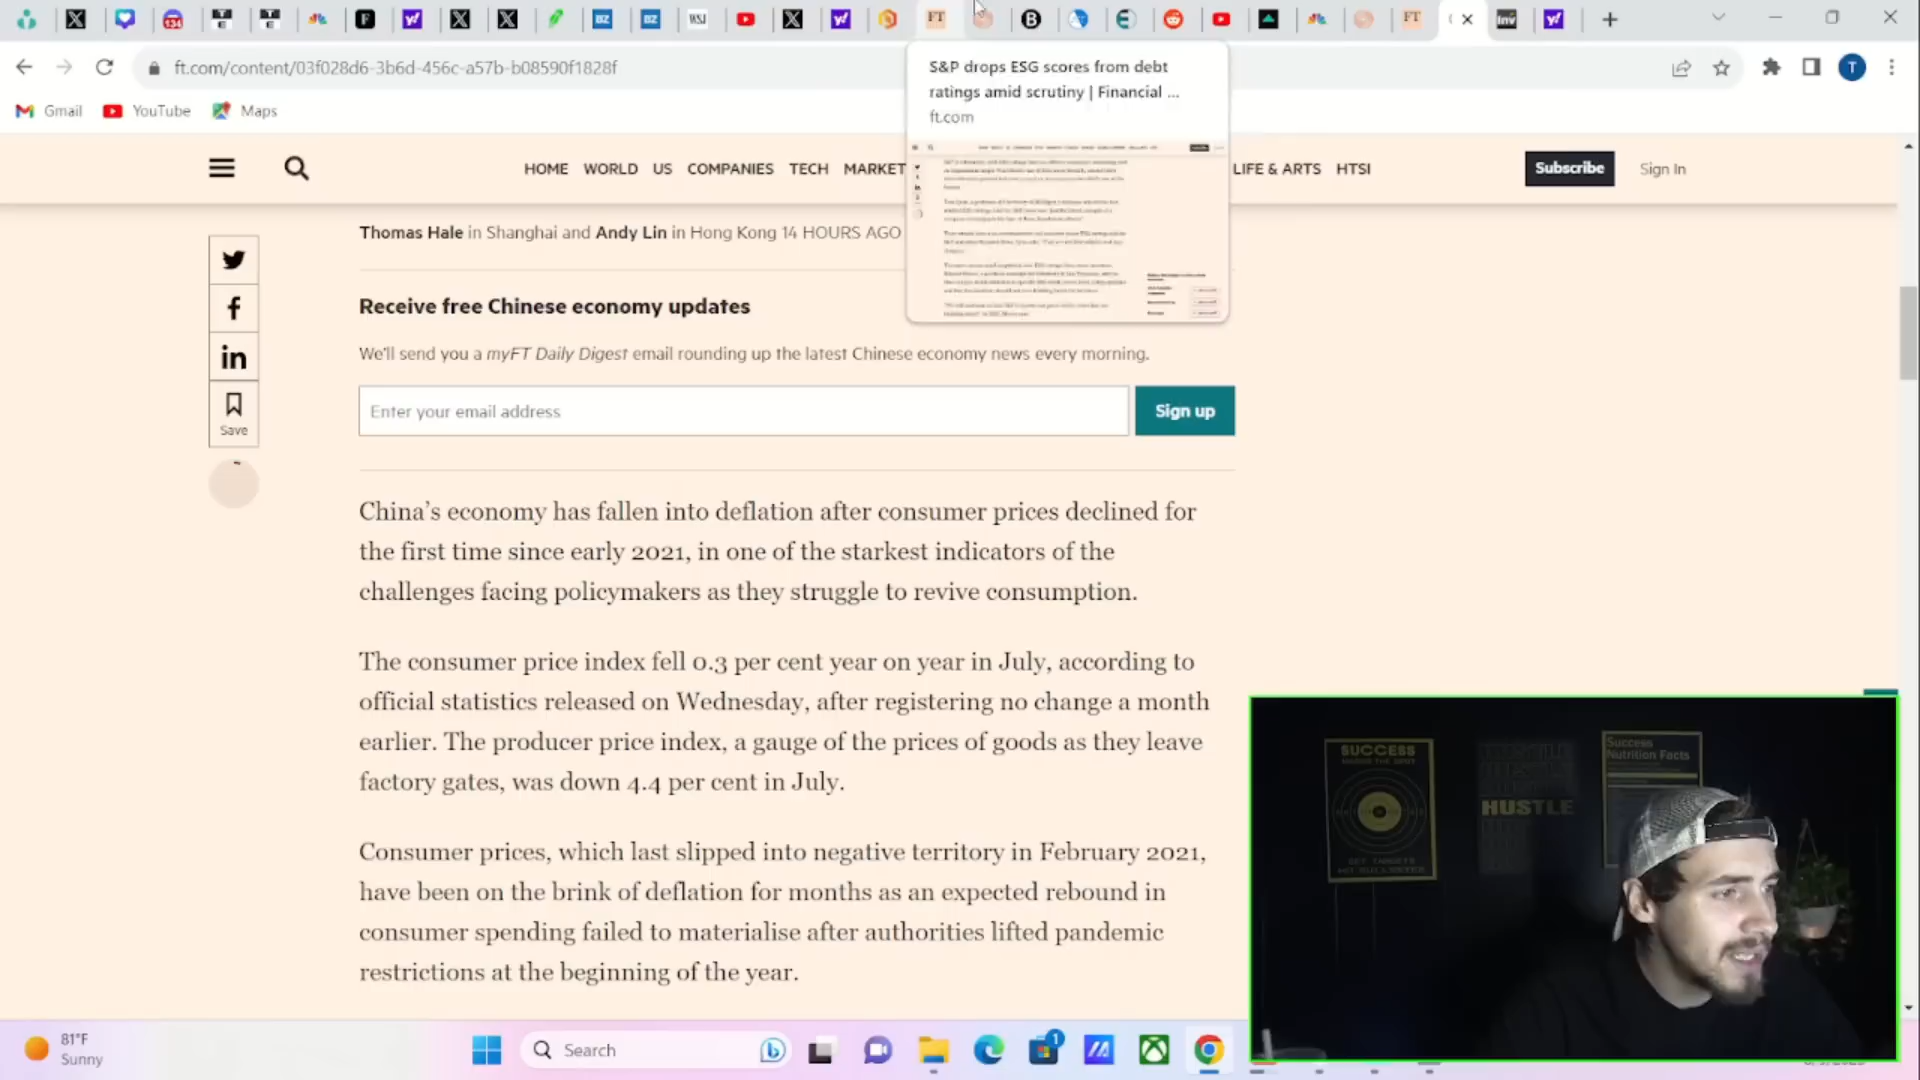 ft.com/content/03f028d6-3b6d-456c-a57b-b08590f1828f
Gmail
YouTube
Maps
S&P drops ESG scores from debt
ratings amid scrutiny | Financial ...
ft.com
HOME WORLD US COMPANIES TECH MARKET
LIFE & ARTS HTSI
Subscribe
Sign In
Thomas Hale in Shanghai and Andy Lin in Hong Kong 14 HOURS AGO
Receive free Chinese economy updates
We'll send you a myFT Daily Digest email rounding up the latest Chinese economy news every morning.
Enter your email address
Sign up
Save
China's economy has fallen into deflation after consumer prices declined for
the first time since early 2021, in one of the starkest indicators of the
challenges facing policymakers as they struggle to revive consumption.
The consumer price index fell 0.3 per cent year on year in July, according to
official statistics released on Wednesday, after registering no change a month
earlier. The producer price index, a gauge of the prices of goods as they leave
factory gates, was down 4.4 per cent in July.
Consumer prices, which last slipped into negative territory in February 2021,
have been on the brink of deflation for months as an expected rebound in
consumer spending failed to materialise after authorities lifted pandemic
restrictions at the beginning of the year.
SUCCESS
HUSTLE
Success
Nutrition Facts
81°F
Sunny
Search